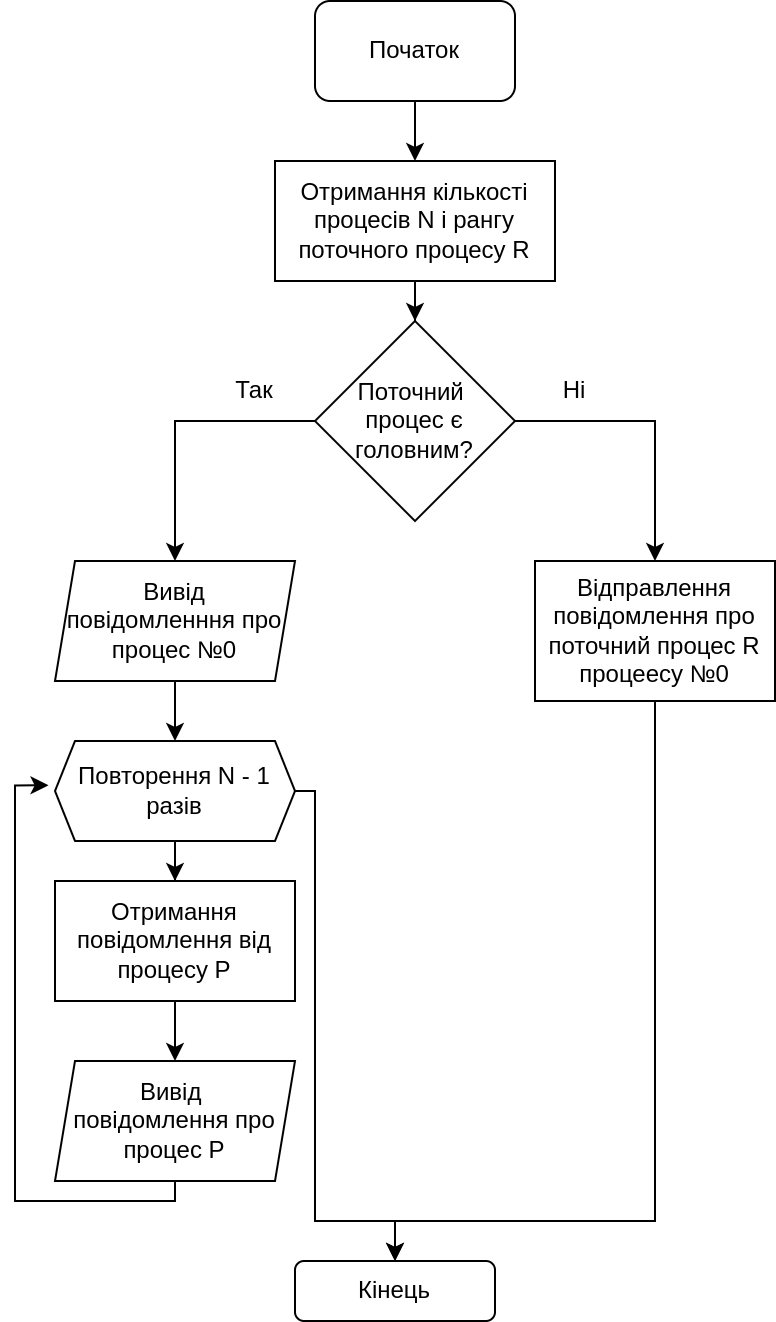 Початок
Отримання кількості
процесів N і рангу
поточного процесу R
Так
Ні
Поточний
процес є
головним?
Вивід
повідомленння про
процес №0
Відправлення
повідомлення про
поточний процес R
процеесу №0
Повторення N - 1
разів
Отримання
повідомлення від
процесу P
Вивід
повідомлення про
процес P
Кінець